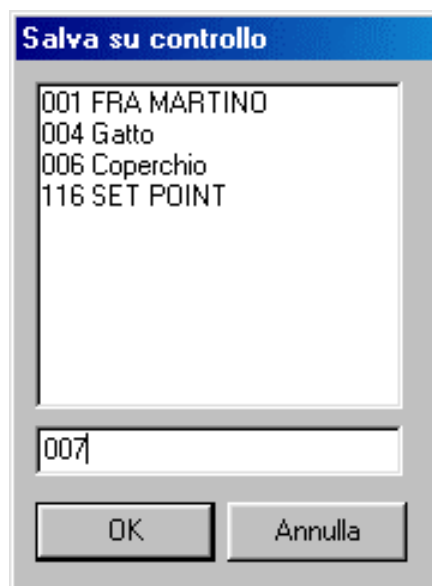 Salva su controllo
001 FRA MARTINO
004 Gatto
006 Coperchio
116 SET POINT
007
OK
Annulla